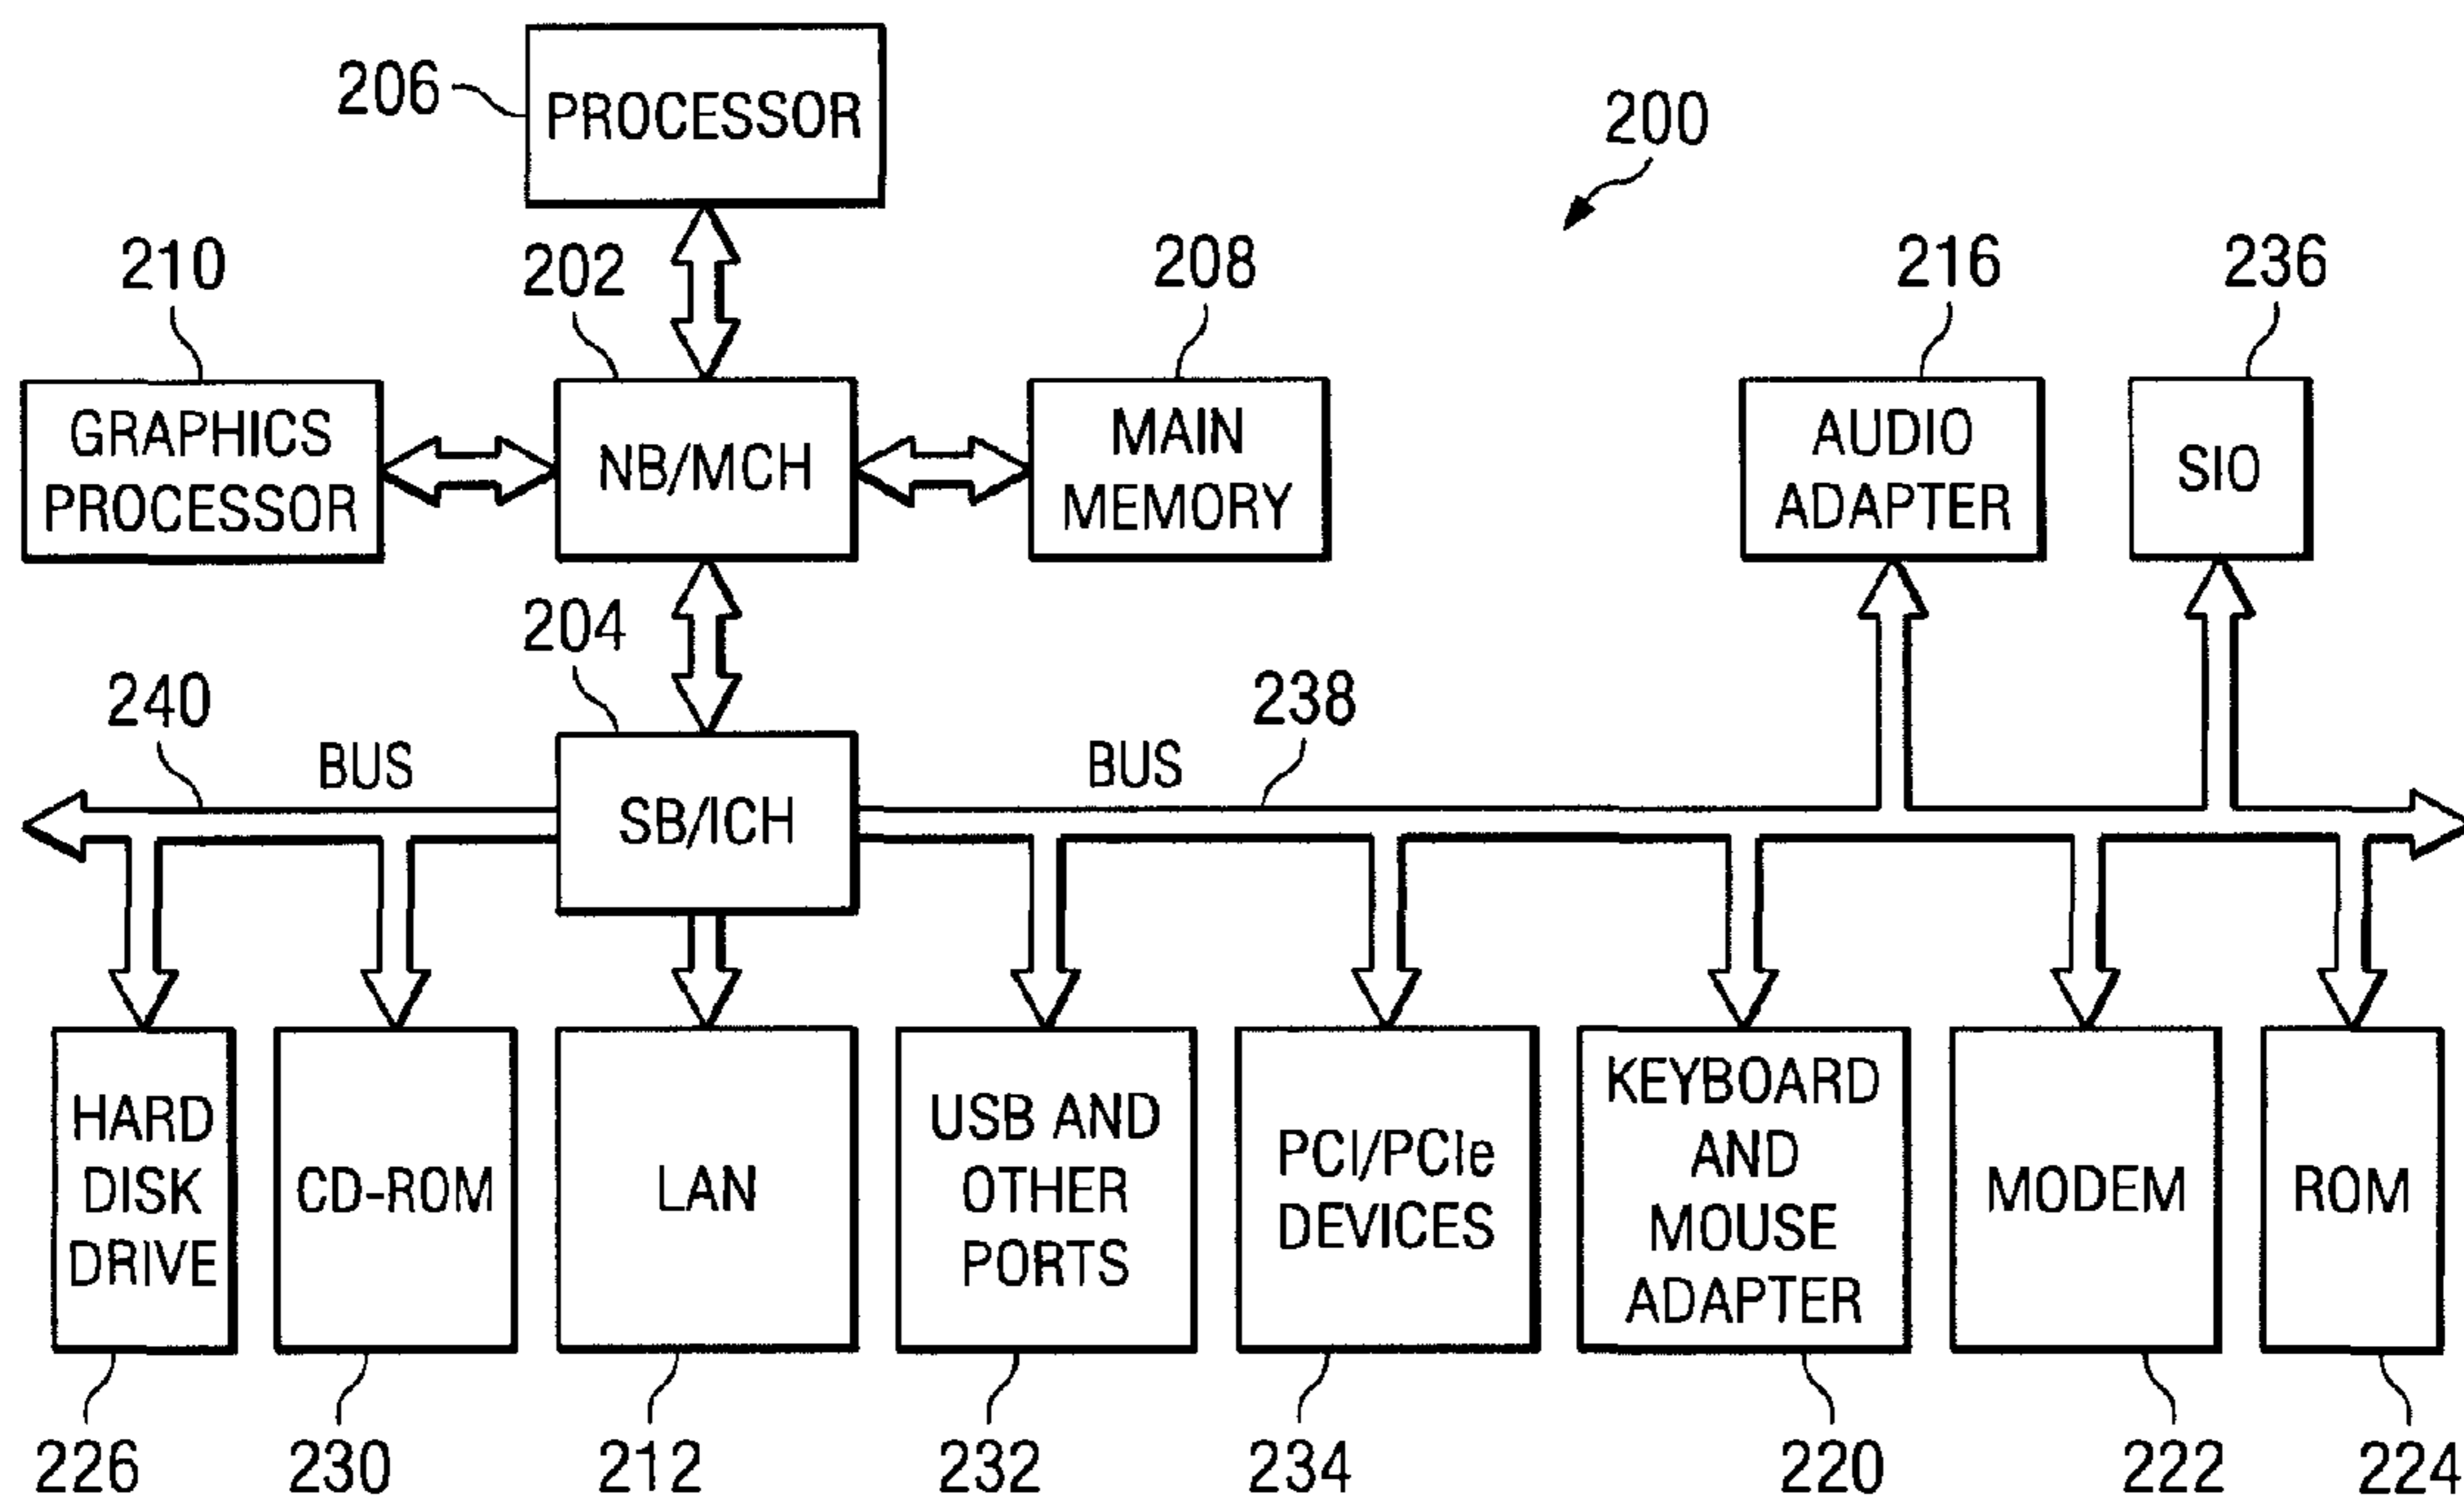 206
PROCESSOR
200
210
202
208
216
236
GRAPHICS
PROCESSOR
NB/MCH
MAIN
MEMORY
AUDIO
ADAPTER
SIO
204
240
BUS
SB/ICH
BUS
238
HARD
DISK
DRIVE
CD-ROM
LAN
USB AND
OTHER
PORTS
PCI/PCIe
DEVICES
KEYBOARD
AND
MOUSE
ADAPTER
MODEM
ROM
226
230
212
232
234
220
222
224